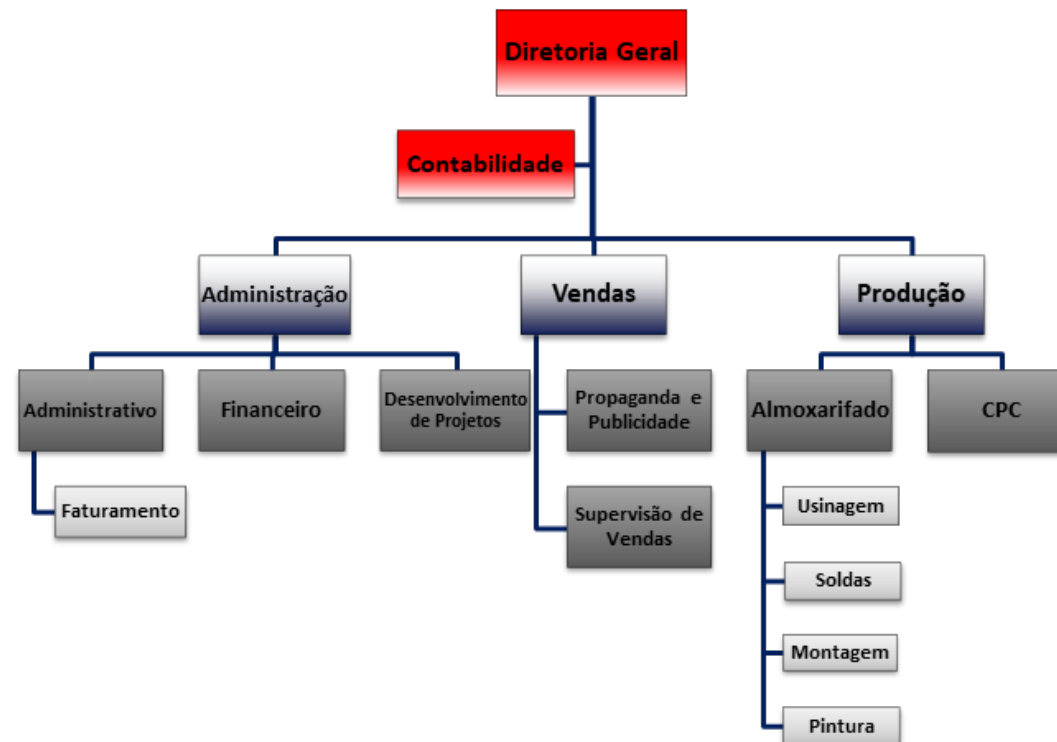 Diretoria Geral
Contabilidade
Administração
Vendas
Produção
Administrativo
Financeiro
Desenvolvimento
de Projetos
Propaganda e
Publicidade
Almoxarifado
CPC
Faturamento
Supervisão de
Vendas
Usinagem
Soldas
Montagem
Pintura